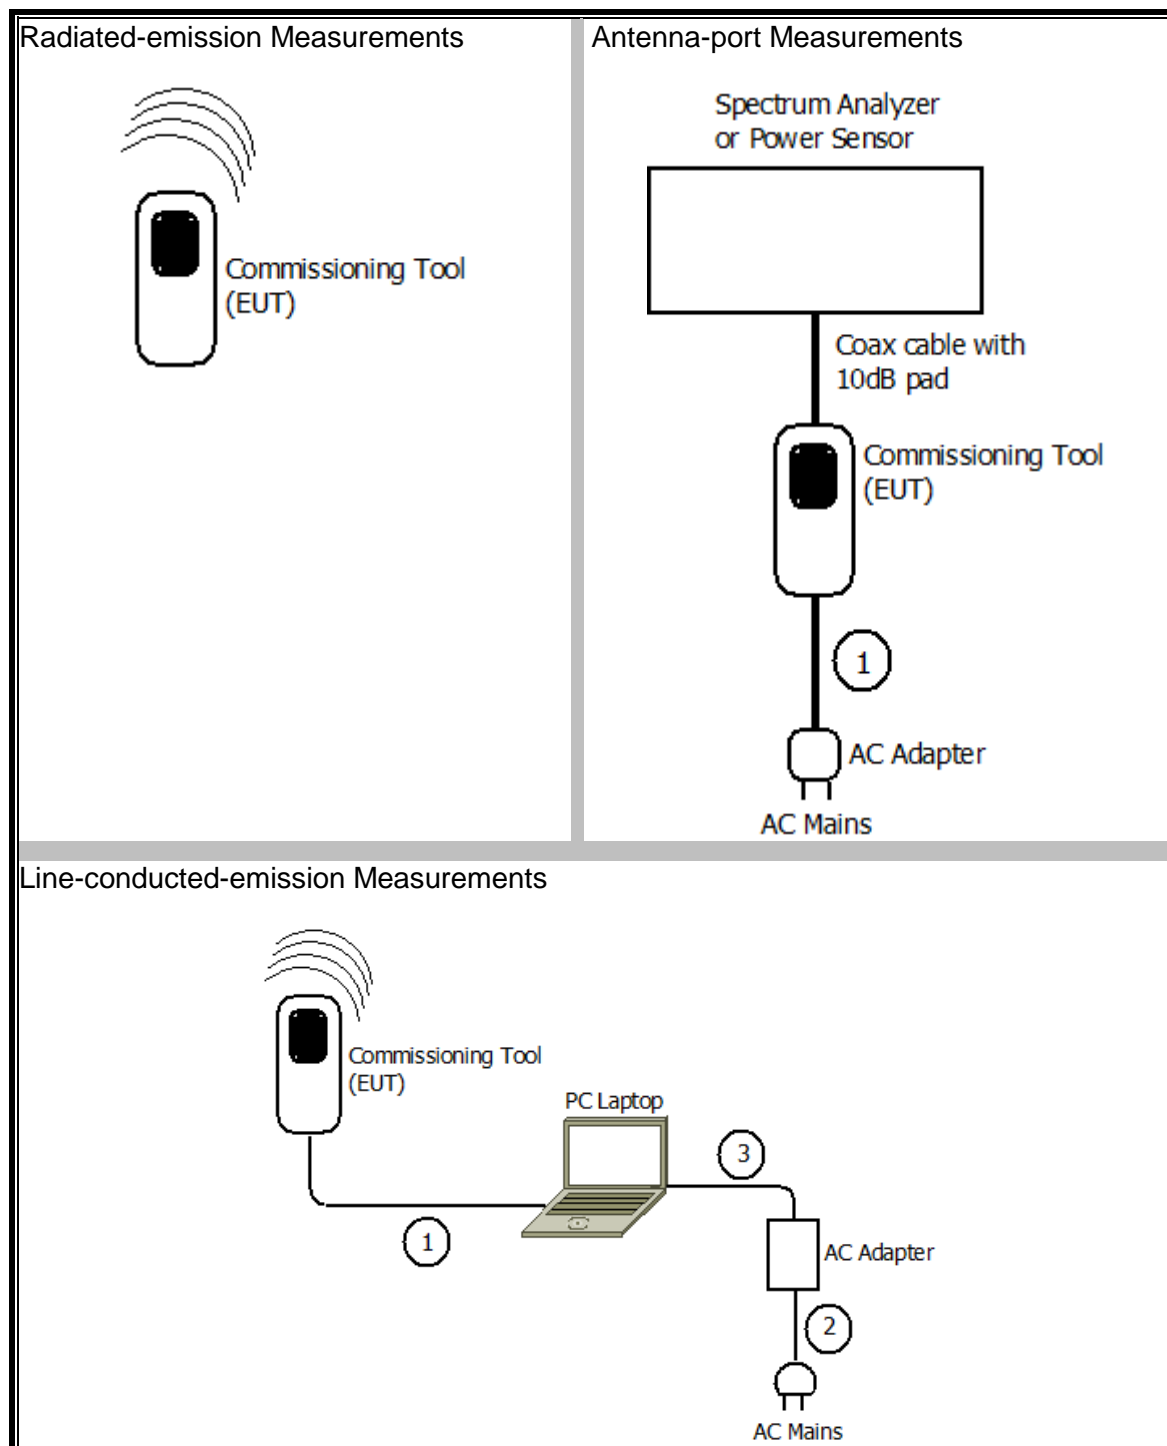 Radiated-emission Measurements
Commissioning Tool
(EUT)
Antenna-port Measurements
Spectrum Analyzer
or Power Sensor
Coax cable with
10dB pad
Commissioning Tool
(EUT)
1
AC Adapter
AC Mains
Line-conducted-emission Measurements
Commissioning Tool
(EUT)
PC Laptop
3
1
AC Adapter
2
AC Mains